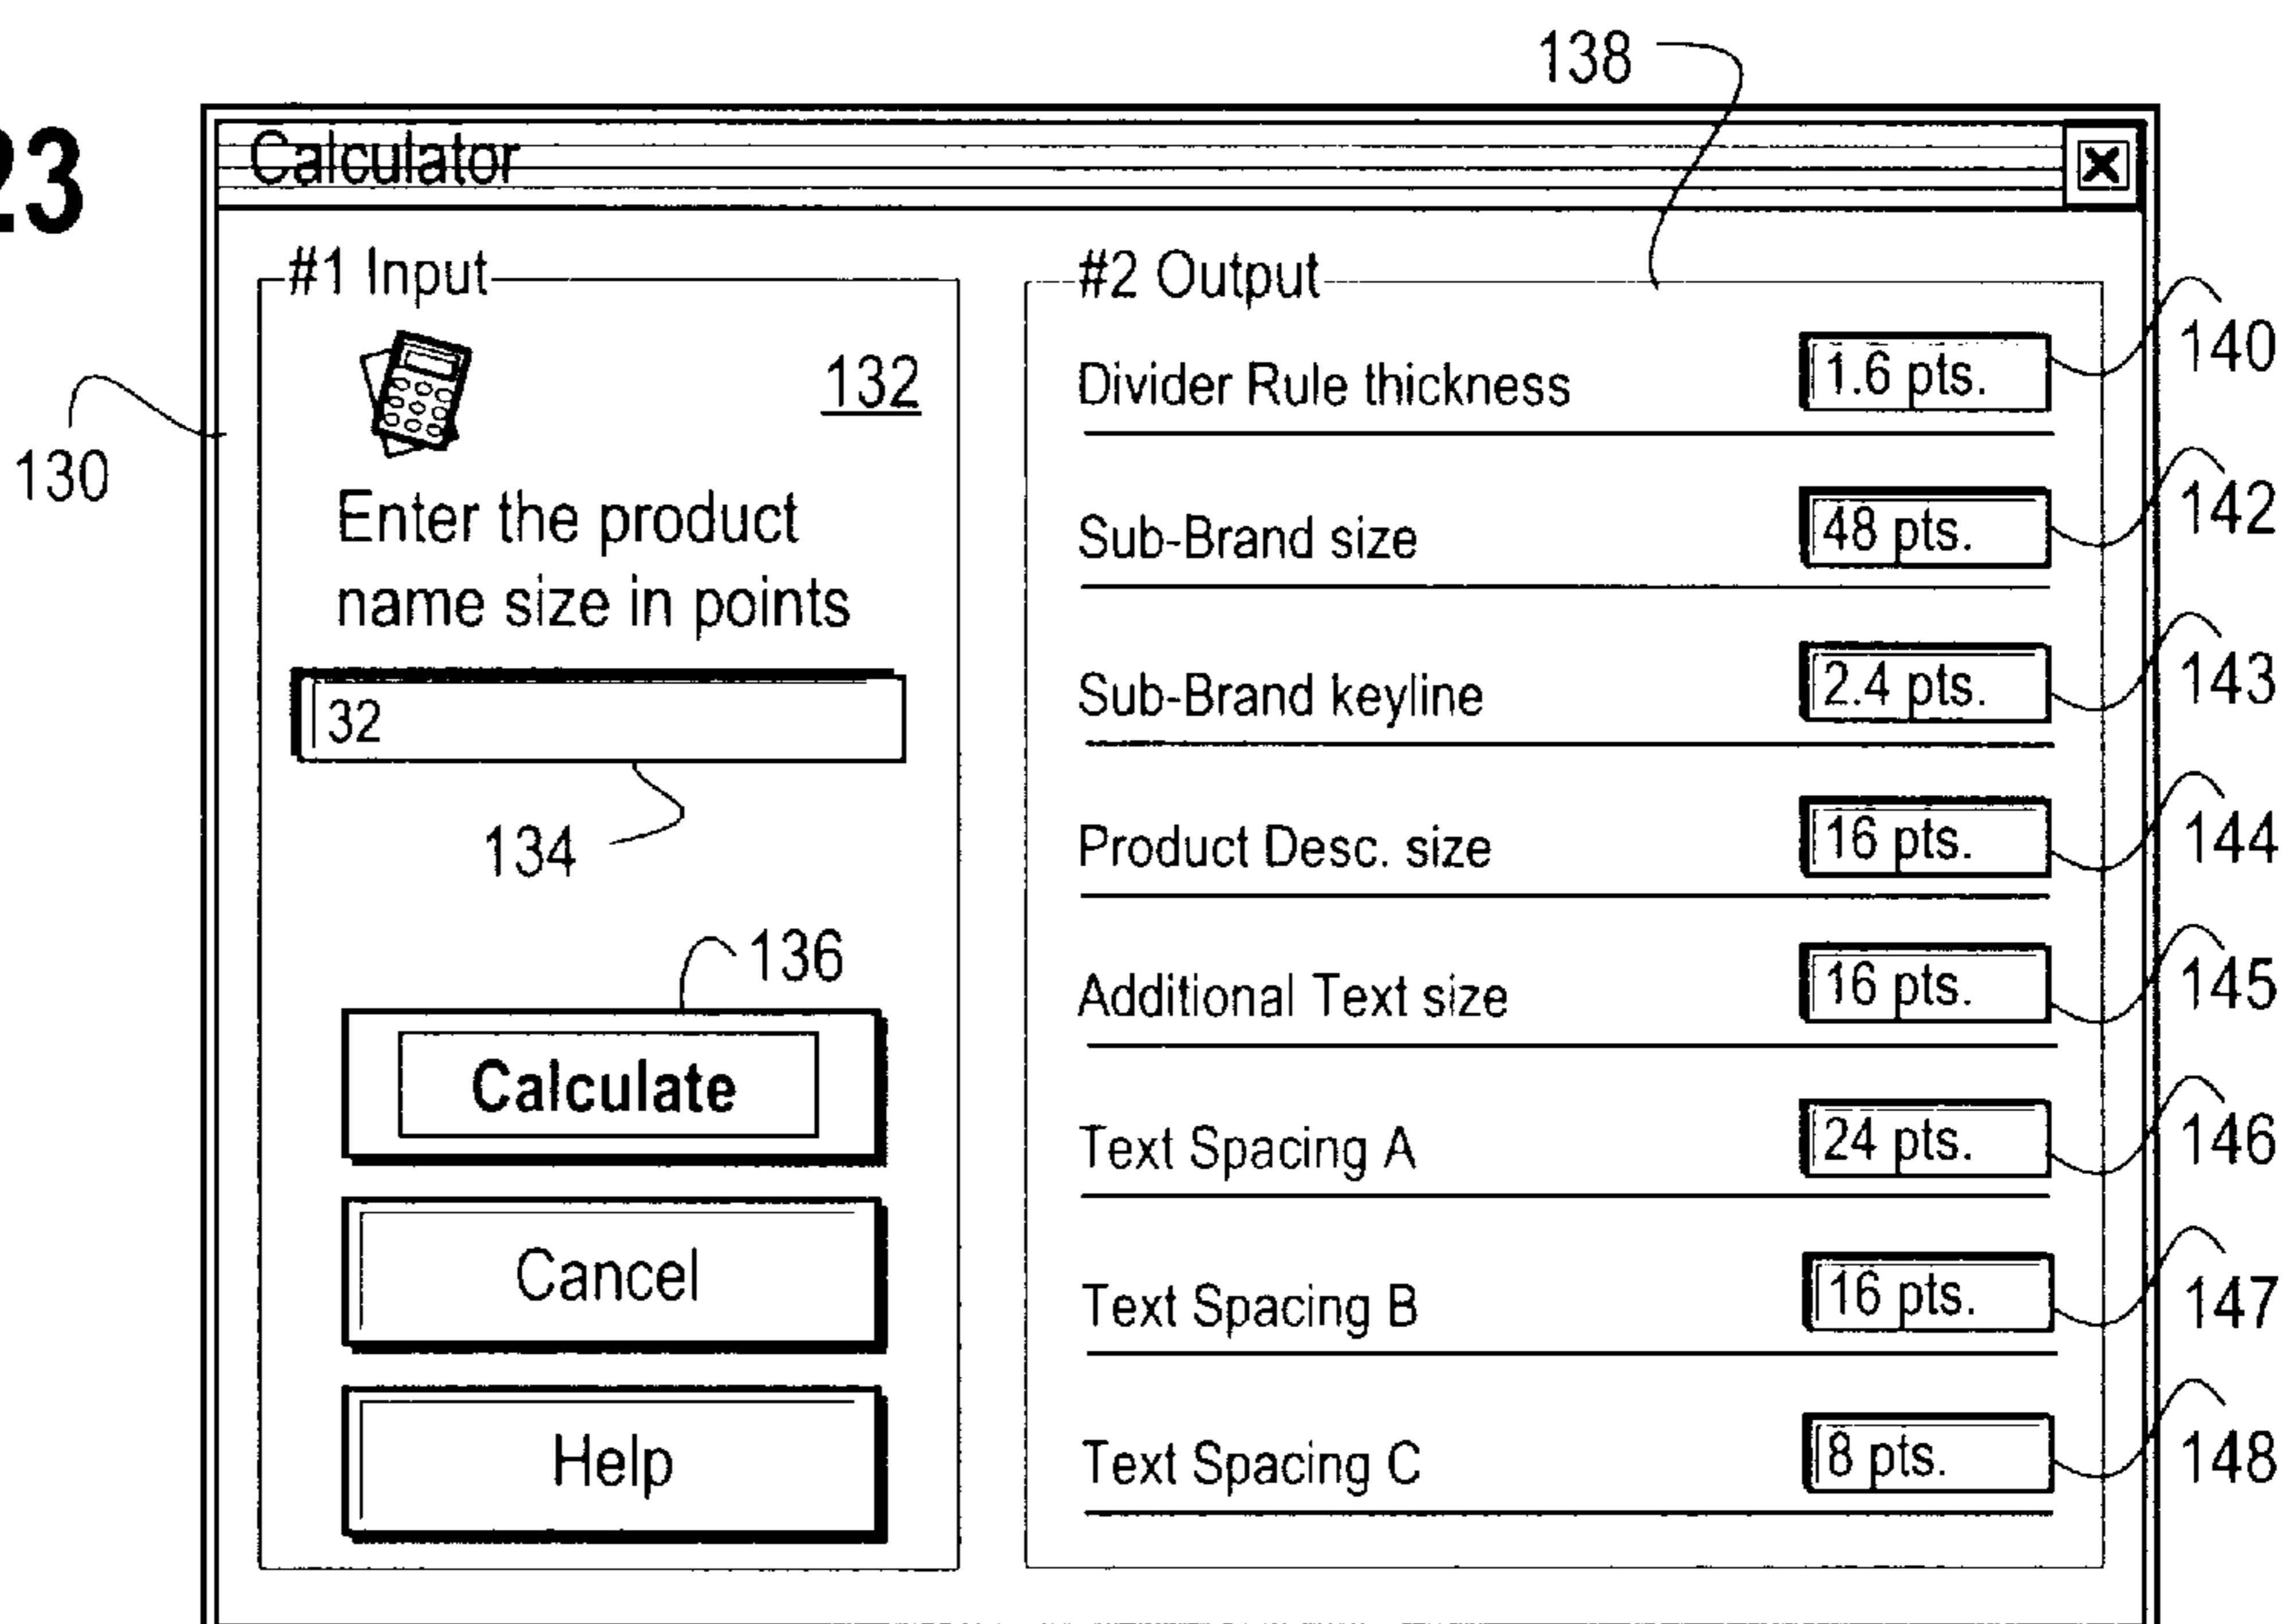 23
138
Calculator
#1 Input
132
130
Enter the product
name size in points
32
134
136
Calculate
Cancel
Help
#2 Output
Divider Rule thickness 1.6 pts. 140
Sub-Brand size 48 pts. 142
Sub-Brand keyline 2.4 pts. 143
Product Desc. size 16 pts. 144
Additional Text size 16 pts. 145
Text Spacing A 24 pts. 146
Text Spacing B 16 pts. 147
Text Spacing C 8 pts. 148